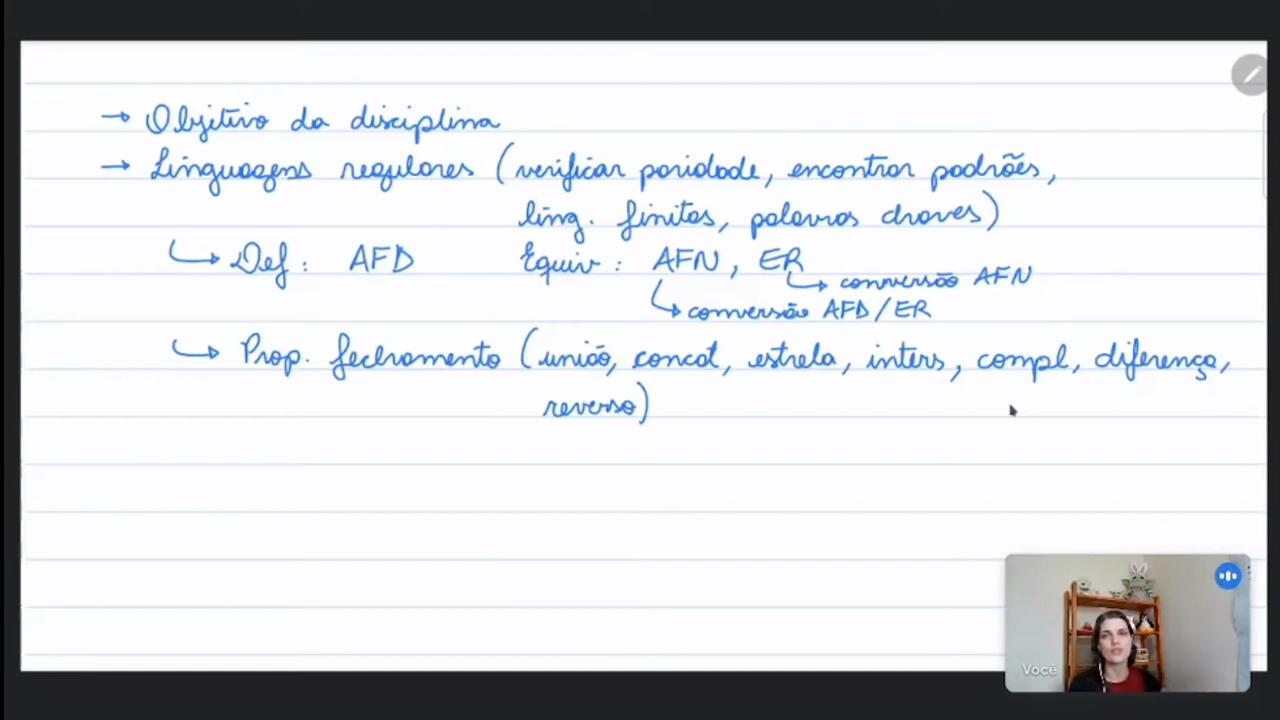 → Objetivo da disciplina
→ Linguagens regulares (verificar paridade, encontrar padrões,
ling. finitas, palavras chaves)
↳ Def: AFD Equiv: AFN, ER
↳ conversão AFN
↳ conversão AFD/ER
↳ Prop. fechamento (união, concat, estrela, inters, compl, diferença,
reverso)
Você